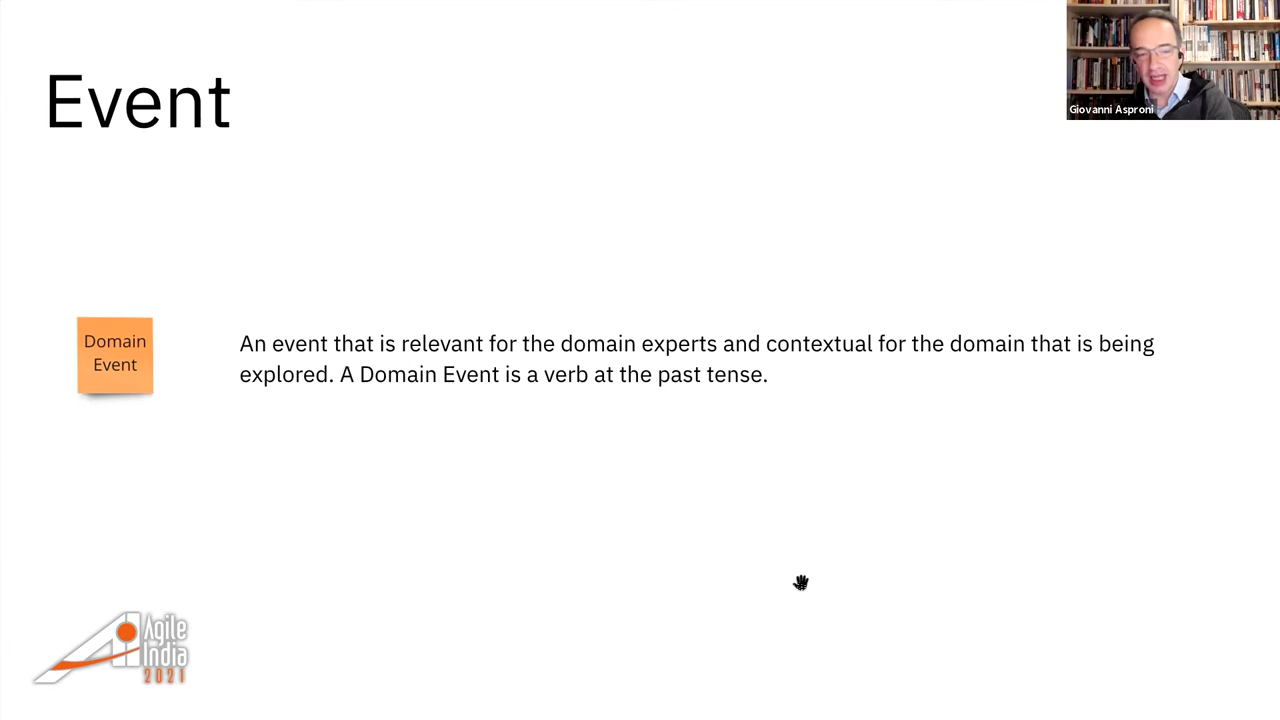 Event
Giovanni Asproni
Domain
Event
An event that is relevant for the domain experts and contextual for the domain that is being
explored. A Domain Event is a verb at the past tense.
Agile
India
2021